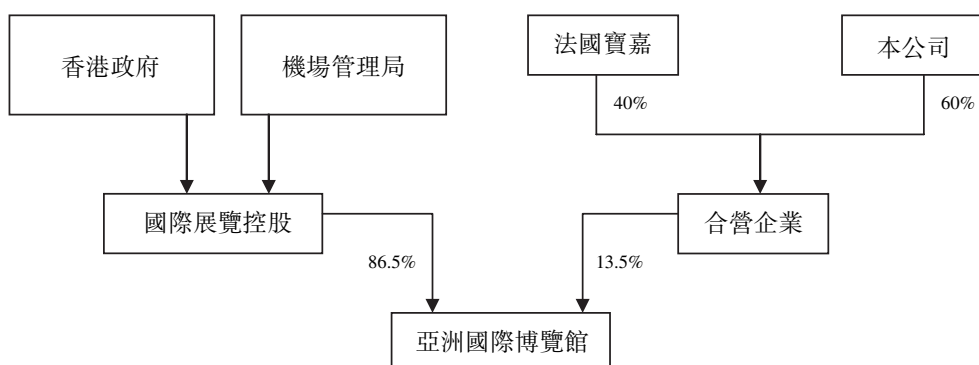 香港政府
機場管理局
法國寶嘉
本公司
40%
60%
國際展覽控股
合營企業
86.5%
13.5%
亞洲國際博覽館